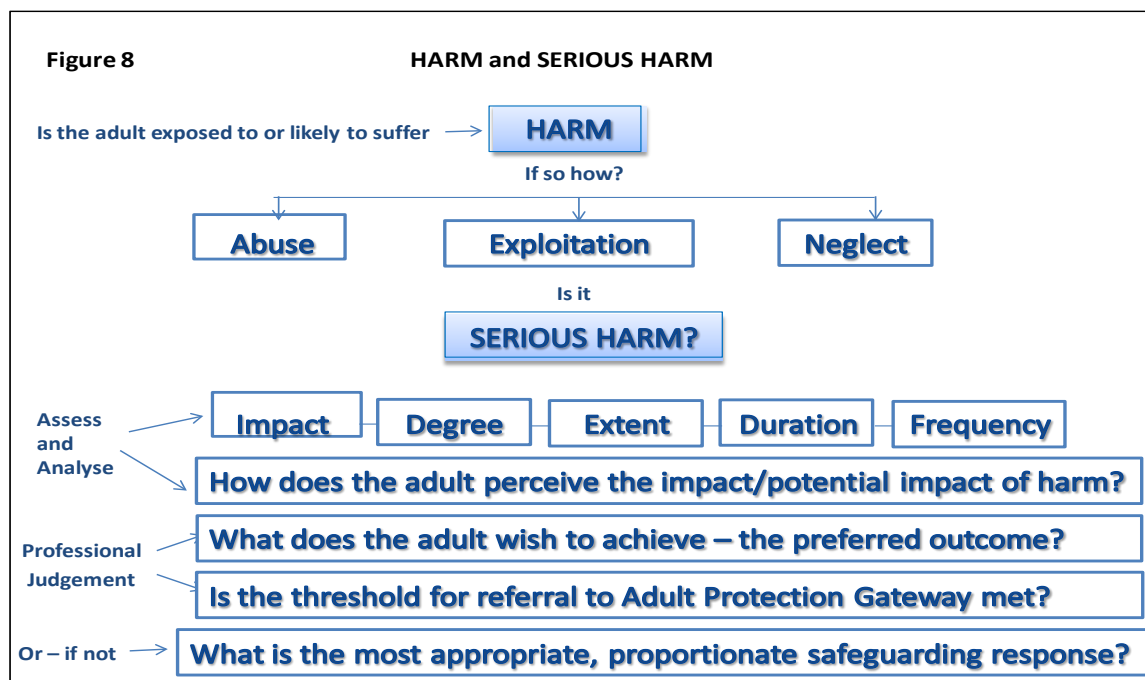 Figure 8 HARM and SERIOUS HARM
Is the adult exposed to or likely to suffer HARM
If so how?
Abuse Exploitation Neglect
Is it
SERIOUS HARM?
Assess
and
Analyse
Impact Degree Extent Duration Frequency
How does the adult perceive the impact/potential impact of harm?
Professional
Judgement
What does the adult wish to achieve – the preferred outcome?
Is the threshold for referral to Adult Protection Gateway met?
Or – if not What is the most appropriate, proportionate safeguarding response?